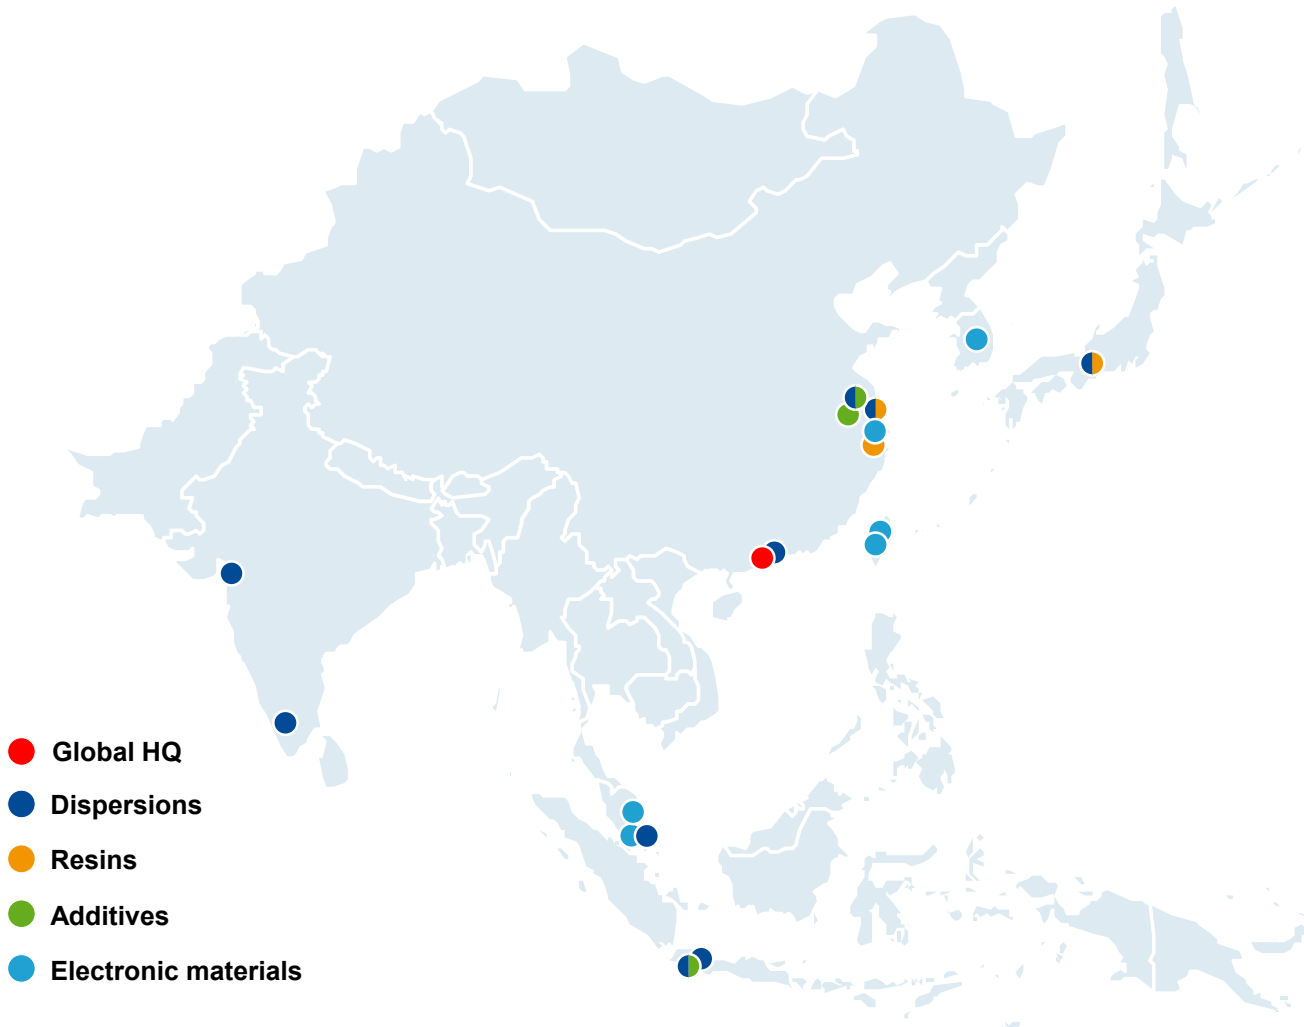 Global HQ
Dispersions
Resins
Additives
Electronic materials